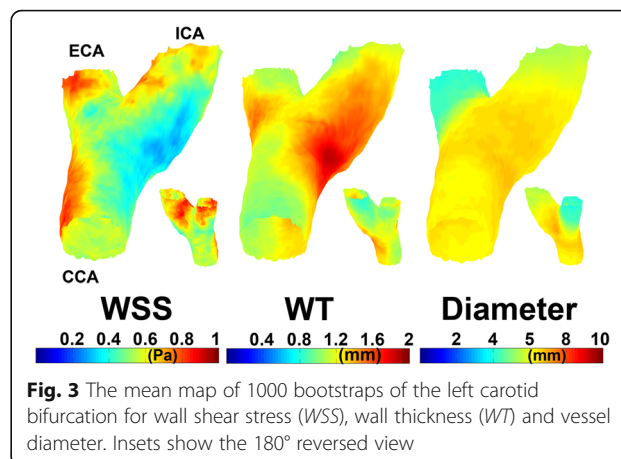 ECA
ICA
CCA
WSS
WT
Diameter
0.2 0.4 0.6 0.8 1
(Pa)
0.4 0.8 1.2 1.6 2
(mm)
2 4 6 8 10
(mm)
Fig. 3 The mean map of 1000 bootstraps of the left carotid
bifurcation for wall shear stress (WSS), wall thickness (WT) and vessel
diameter. Insets show the 180° reversed view